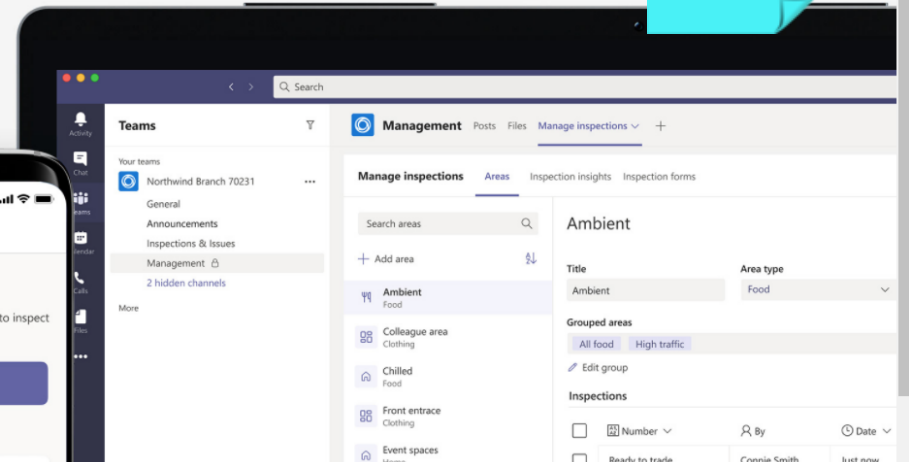 Search
Activity
Chat
Teams
Calendar
Calls
Files
Teams
Your teams
Northwind Branch 70231
General
Announcements
Inspections & Issues
Management
2 hidden channels
More
Management Posts Files Manage inspections
Manage inspections Areas Inspection insights Inspection forms
Search areas
Add area
Ambient
Food
Colleague area
Clothing
Chilled
Food
Front entrace
Clothing
Event spaces
Home
Ambient
Title
Area type
Ambient
Food
Grouped areas
All food High traffic
Edit group
Inspections
Number By Date
Ready to trade Connie Smith Just now
to inspect